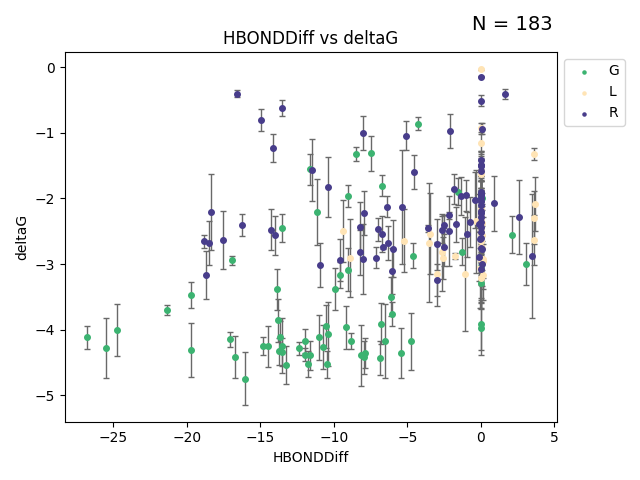 N = 183
HBONDDiff vs deltaG
G
L
R
0
−1
−2
−3
−4
−5
deltaG
−25
−20
−15
−10
−5
0
5
HBONDDiff